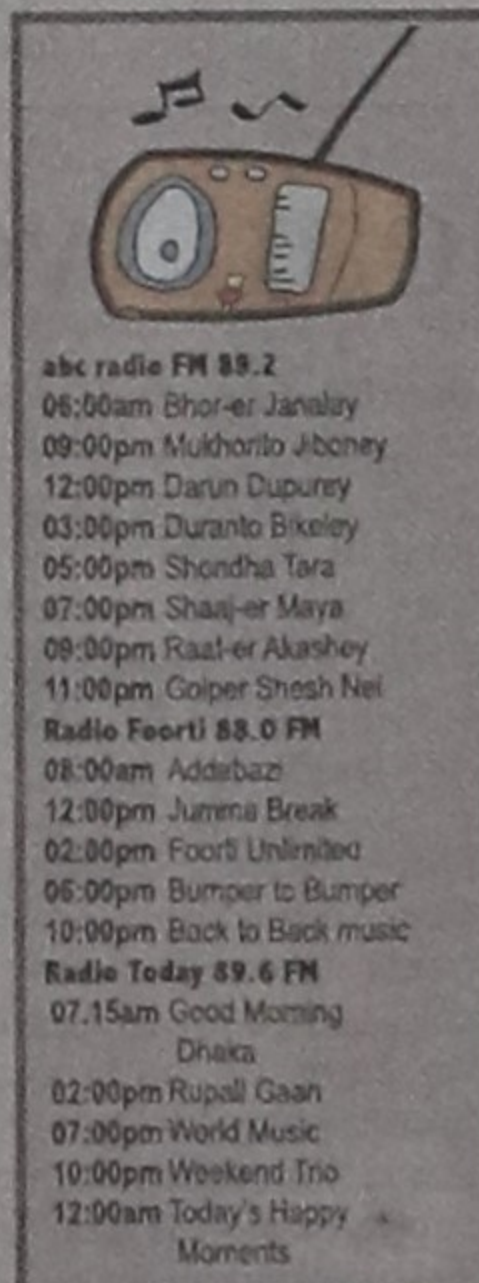 abc radio FM 89.2
06:00am Bhor-er Janalay
09:00pm Mukhorito Jiboney
12:00pm Darun Dupurey
03:00pm Duranto Bikeley
05:00pm Shondha Tara
07:00pm Shaaj-er Maya
09:00pm Raat-er Akashey
11:00pm Golper Shesh Nei
Radio Foorti 88.0 FM
08:00am Addabazi
12:00pm Jumma Break
02:00pm Foorti Unlimited
06:00pm Bumper to Bumper
10:00pm Back to Back music
Radio Today 89.6 FM
07.15am Good Morning
Dhaka
02:00pm Rupali Gaan
07:00pm World Music
10:00pm Weekend Trio
12:00am Today's Happy
Moments